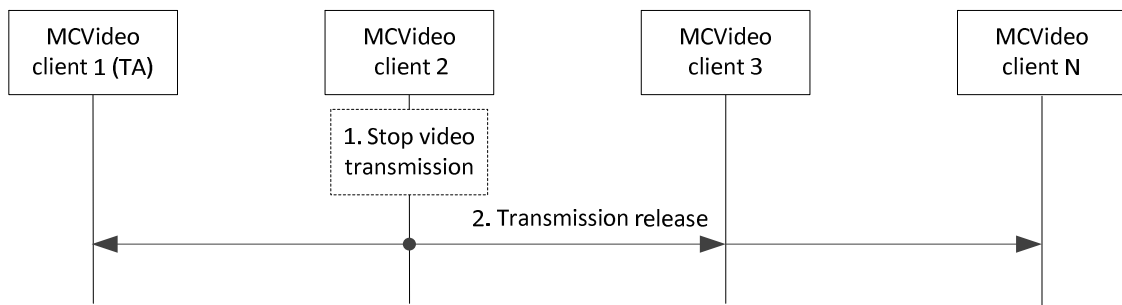 MCVideo
client 1 (TA)
MCVideo
client 2
MCVideo
client 3
MCVideo
client N
1. Stop video
transmission
2. Transmission release